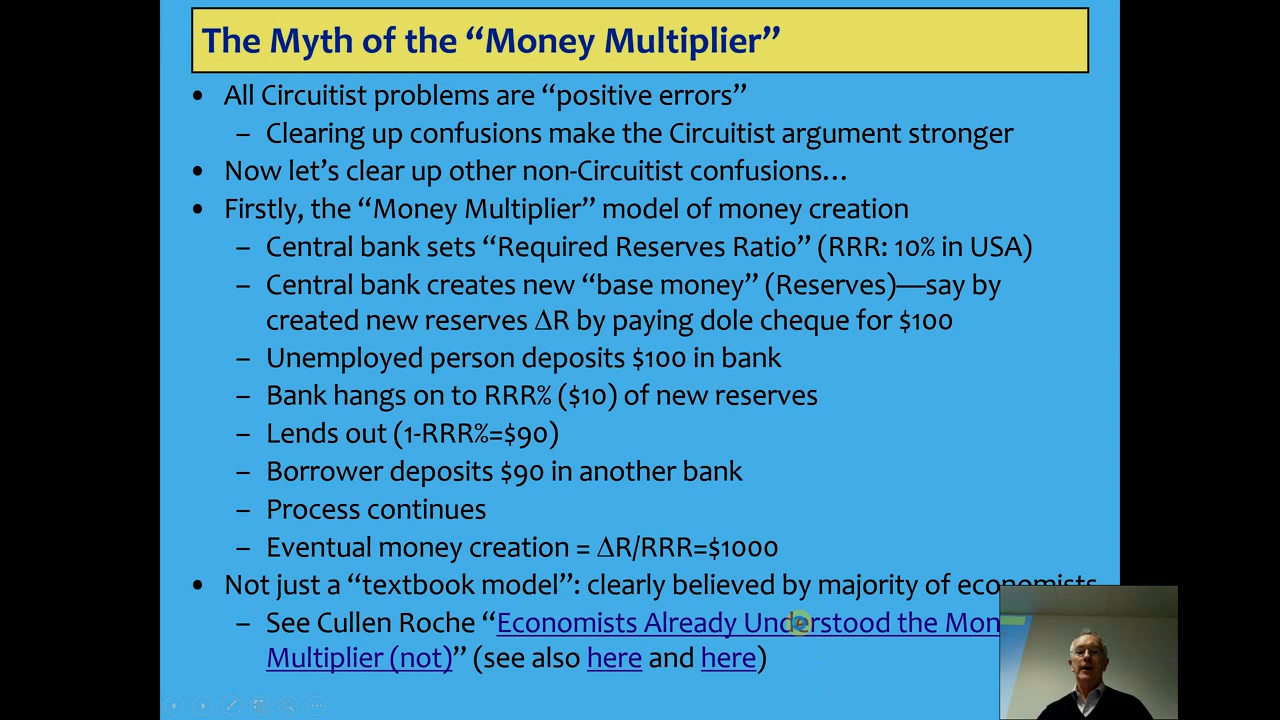 The Myth of the “Money Multiplier”
• All Circuitist problems are “positive errors”
– Clearing up confusions make the Circuitist argument stronger
• Now let’s clear up other non-Circuitist confusions…
• Firstly, the “Money Multiplier” model of money creation
– Central bank sets “Required Reserves Ratio” (RRR: 10% in USA)
– Central bank creates new “base money” (Reserves)—say by
created new reserves ΔR by paying dole cheque for $100
– Unemployed person deposits $100 in bank
– Bank hangs on to RRR% ($10) of new reserves
– Lends out (1-RRR%=$90)
– Borrower deposits $90 in another bank
– Process continues
– Eventual money creation = ΔR/RRR=$1000
• Not just a “textbook model”: clearly believed by majority of economists
– See Cullen Roche “Economists Already Understood the Mon
Multiplier (not)” (see also here and here)